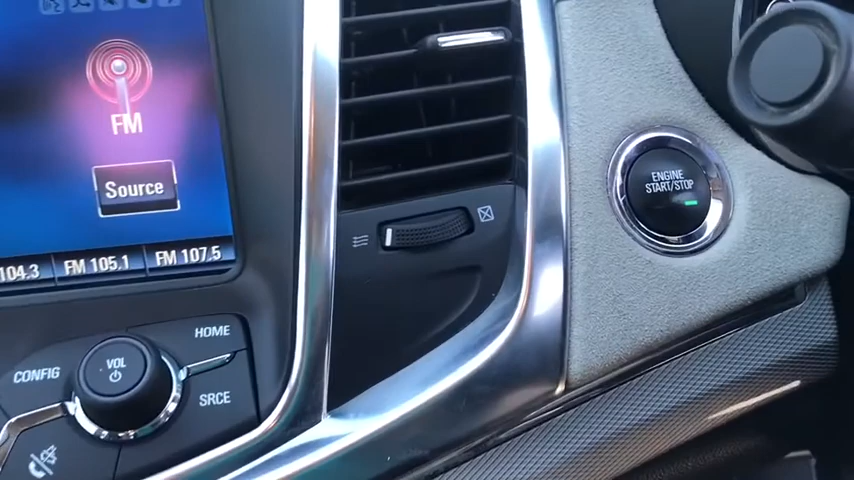 FM
Source
104.3
FM 105.1
FM 107.5
HOME
CONFIG
VOL
SRCE
ENGINE
START/STOP